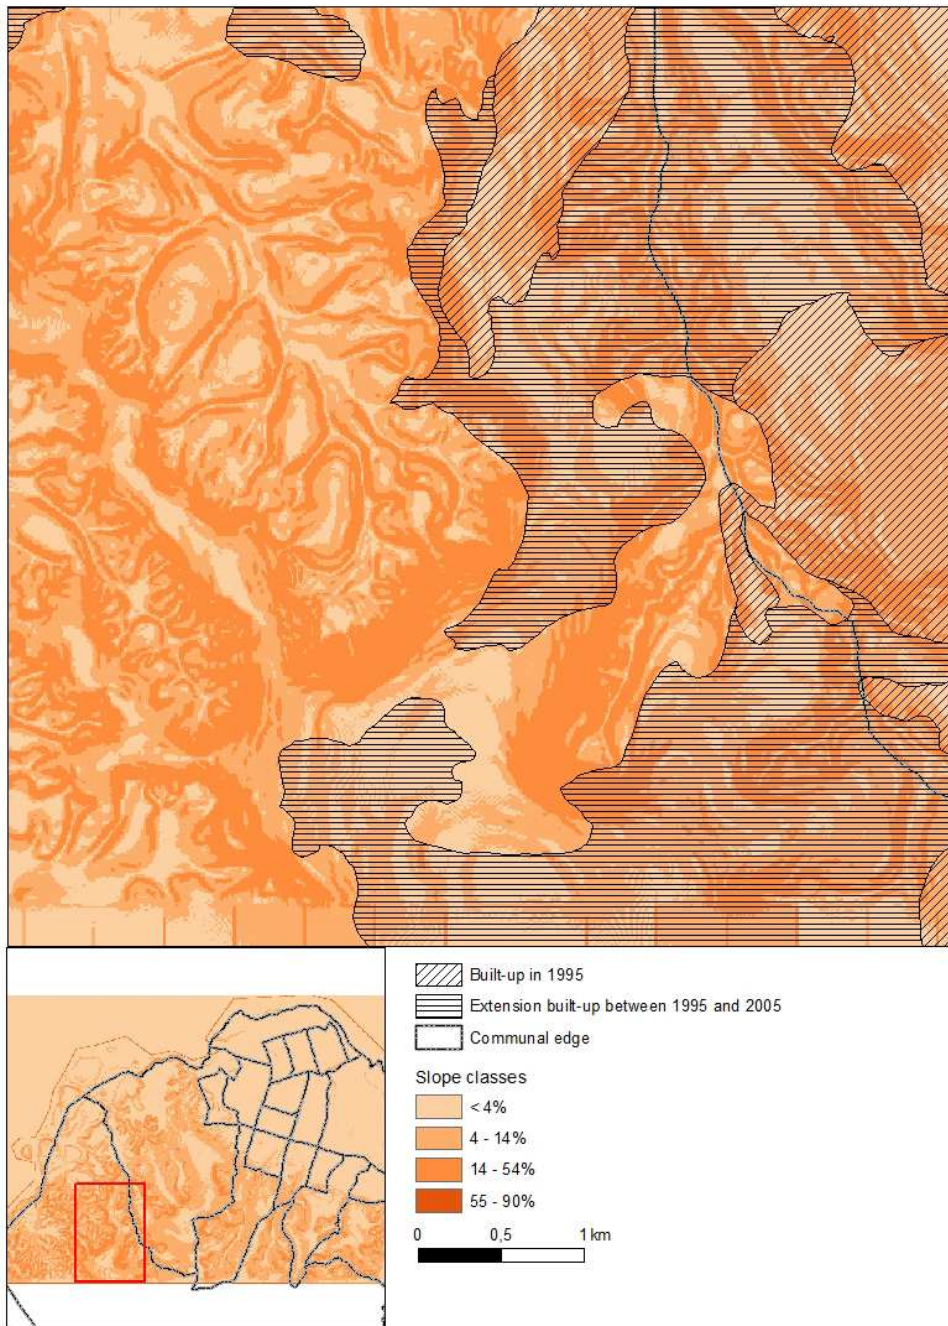 Built-up in 1995
Extension built-up between 1995 and 2005
Communal edge
Slope classes
< 4%
4 - 14%
14 - 54%
55 - 90%
0 0,5 1 km